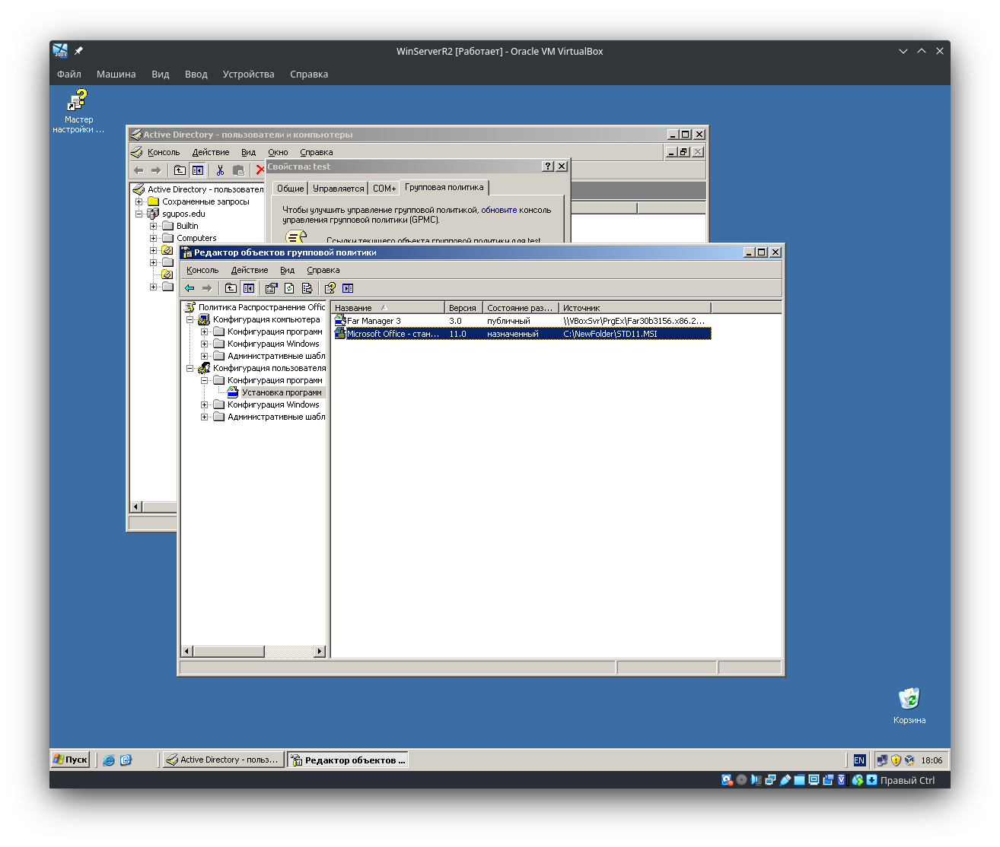 WinServerR2 [Работает] - Oracle VM VirtualBox
Файл Машина Вид Ввод Устройства Справка
Мастер
настройки ...
Active Directory - пользователи и компьютеры
Консоль Действие Вид Окно Справка
Свойства: test
Active Directory - пользовател
Сохраненные запросы
sgupos.edu
Builtin
Computers
Общие Управляется COM+ Групповая политика
Чтобы улучшить управление групповой политикой, обновите консоль
управления групповой политики (GPMC).
Ссылки текущего объекта групповой политики для test
Редактор объектов групповой политики
Консоль Действие Вид Справка
Политика Распространение Offic
Конфигурация компьютера
Конфигурация программ
Конфигурация Windows
Административные шабл
Конфигурация пользователя
Конфигурация программ
Установка программ
Конфигурация Windows
Административные шабл
Название Версия Состояние раз... Источник
Far Manager 3 3.0 публичный \\VBoxSvr\PrgEx\Far30b3156.x86.2...
Microsoft Office - стан... 11.0 назначенный C:\NewFolder\STD11.MSI
Корзина
Пуск Active Directory - польз... Редактор объектов ... EN 18:06
Правый Ctrl